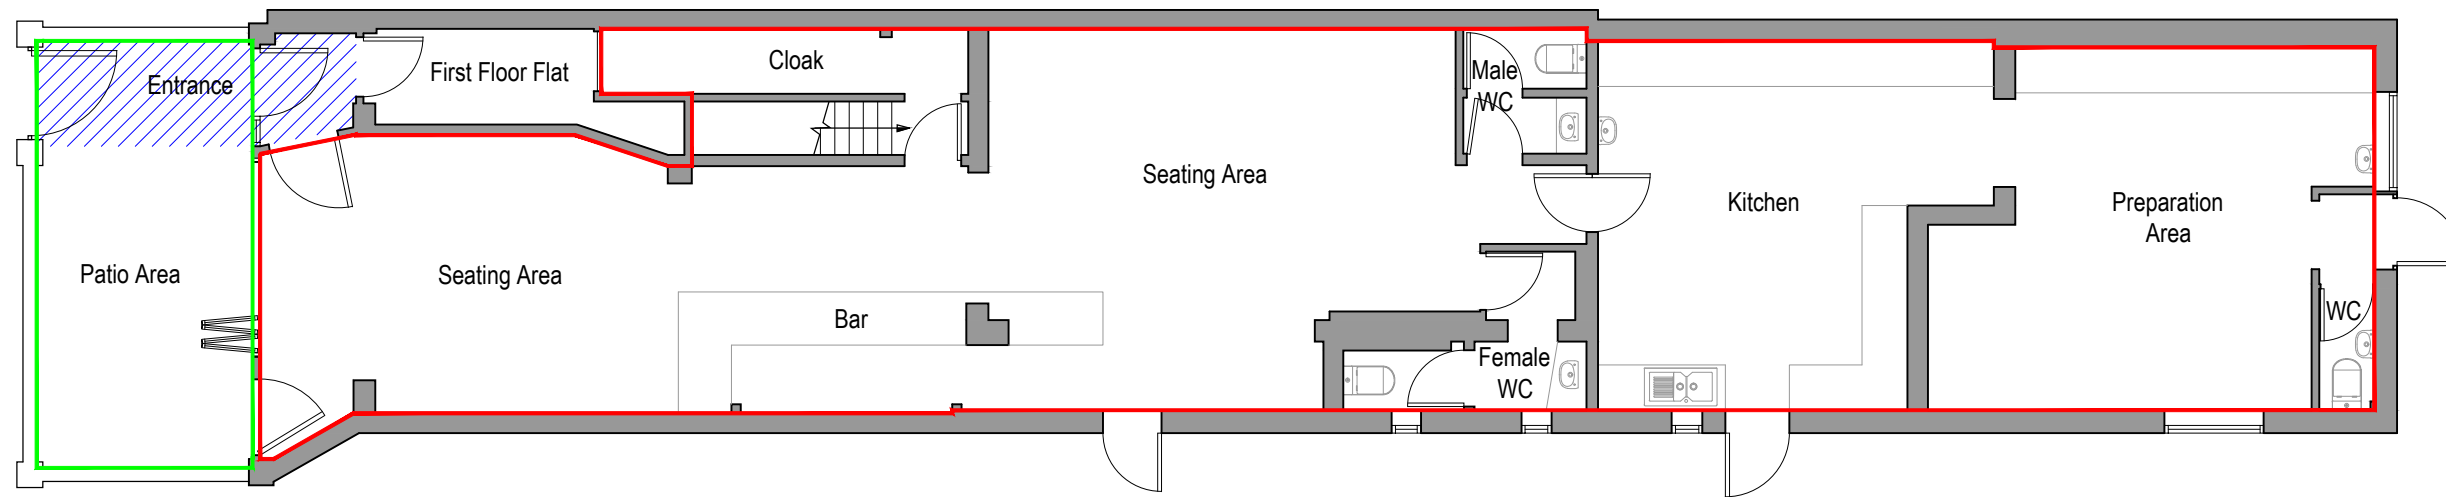 Entrance
First Floor Flat
Cloak
Male
WC
Seating Area
Kitchen
Preparation
Area
Patio Area
Seating Area
Bar
Female
WC
WC